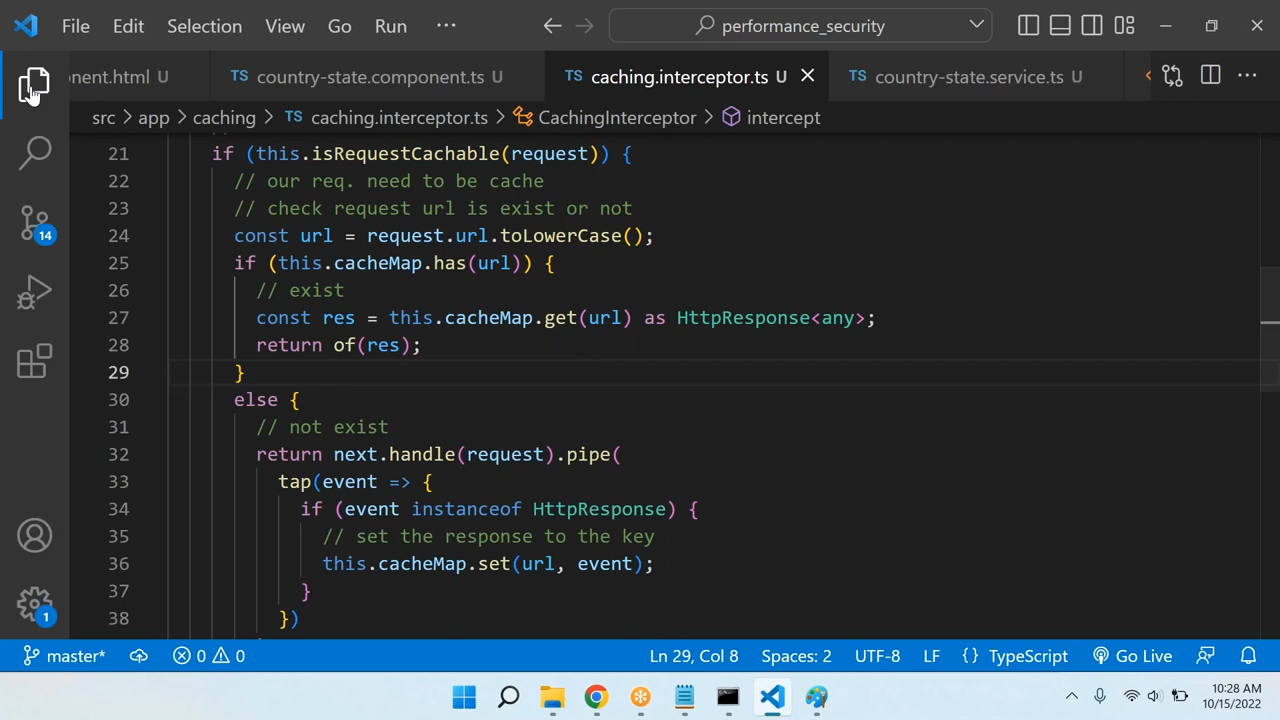 File Edit Selection View Go Run ··· performance_security
nent.html U TS country-state.component.ts U TS caching.interceptor.ts U TS country-state.service.ts U
src > app > caching > TS caching.interceptor.ts > CachingInterceptor > intercept
21 if (this.isRequestCachable(request)) {
22 // our req. need to be cache
23 // check request url is exist or not
24 const url = request.url.toLowerCase();
25 if (this.cacheMap.has(url)) {
26 // exist
27 const res = this.cacheMap.get(url) as HttpResponse<any>;
28 return of(res);
29 }
30 else {
31 // not exist
32 return next.handle(request).pipe(
33 tap(event => {
34 if (event instanceof HttpResponse) {
35 // set the response to the key
36 this.cacheMap.set(url, event);
37 }
38 })
14
1
master* 0 0 Ln 29, Col 8 Spaces: 2 UTF-8 LF {} TypeScript Go Live
10:28 AM
10/15/2022